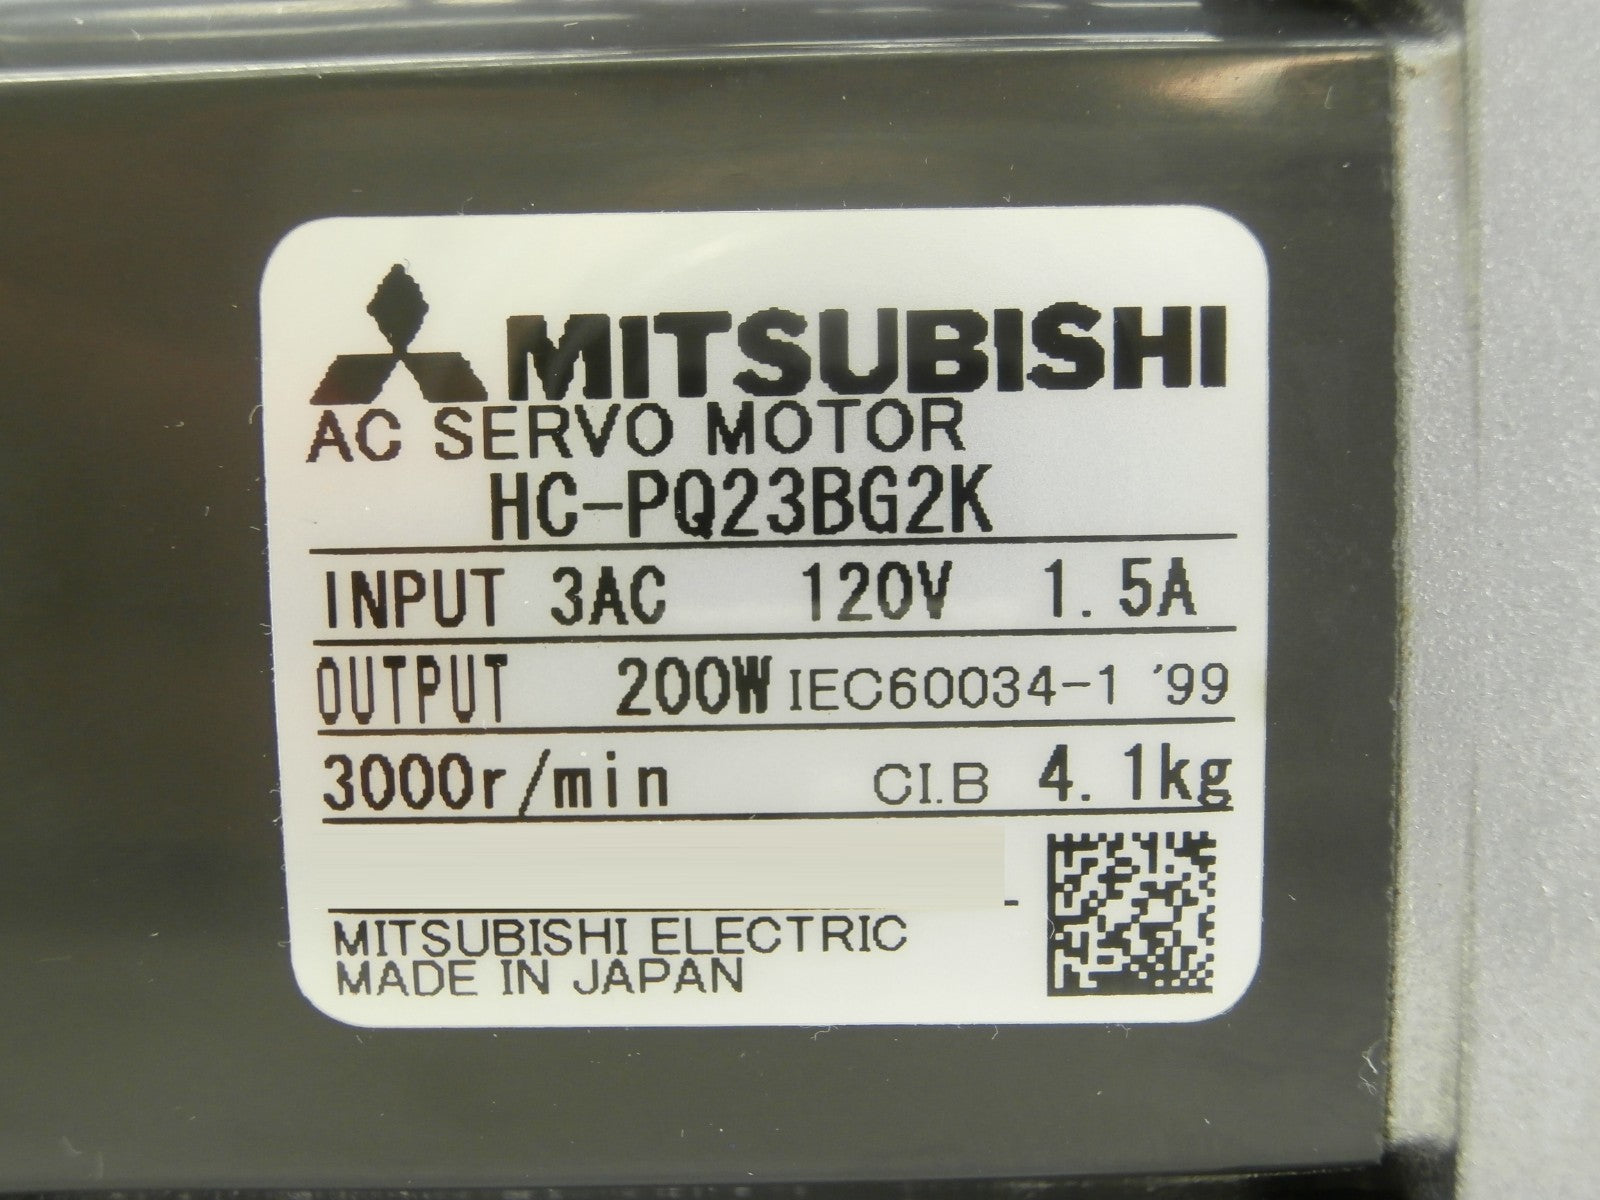 MITSUBISHI
AC SERVO MOTOR
HC-PQ23BG2K
INPUT 3AC 120V 1.5A
OUTPUT 200W IEC60034-1 '99
3000r/min CI.B 4.1kg
MITSUBISHI ELECTRIC
MADE IN JAPAN